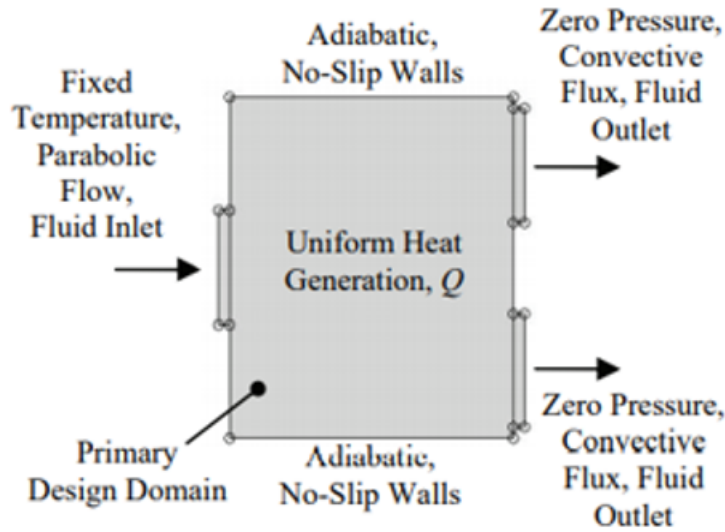 Adiabatic,
No-Slip Walls
Zero Pressure,
Convective
Flux, Fluid
Outlet
Fixed
Temperature,
Parabolic
Flow,
Fluid Inlet
Uniform Heat
Generation, Q
Primary
Design Domain
Adiabatic,
No-Slip Walls
Zero Pressure,
Convective
Flux, Fluid
Outlet